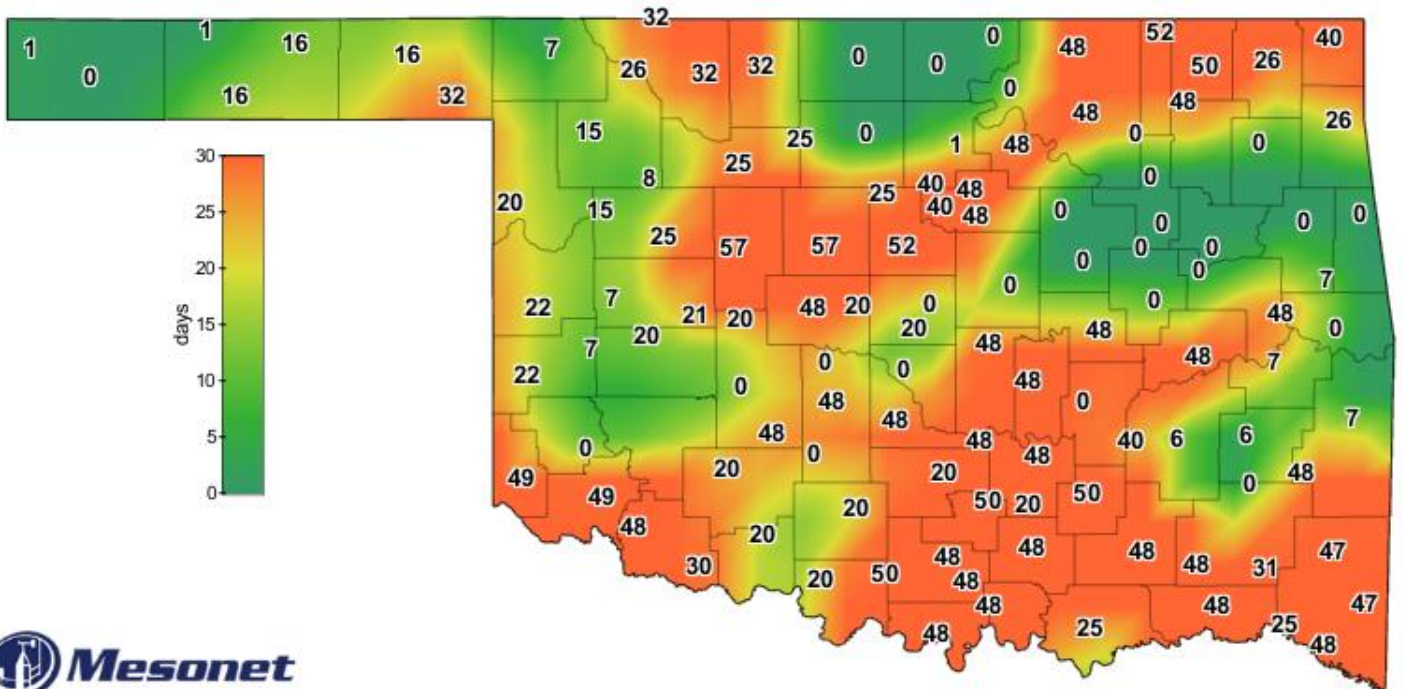 32
1 1 16 16 7 0 0 0 48 52 40
0 26 32 32 50 26
16 32 0 48 48
15 25 0 1 48 0 0 26
30
25 8 25 0
20 15 25 40 48 0 0 0
40 48 0
25 57 57 52 0 0
20 0 0 7
22 7 48 20 0 0 0
15 21 20 20 48 48 0
days
20
7 0 0 48 48 7
10 22 0 48 0
48 48 7
5 48 48 48 40 6 6
0 0
0 20 20 48
49 0
49 20 50 20 50
48 20
48 48 48 47
30 20 50 48 48 31
48 48 47
48 25 25
48
Mesonet